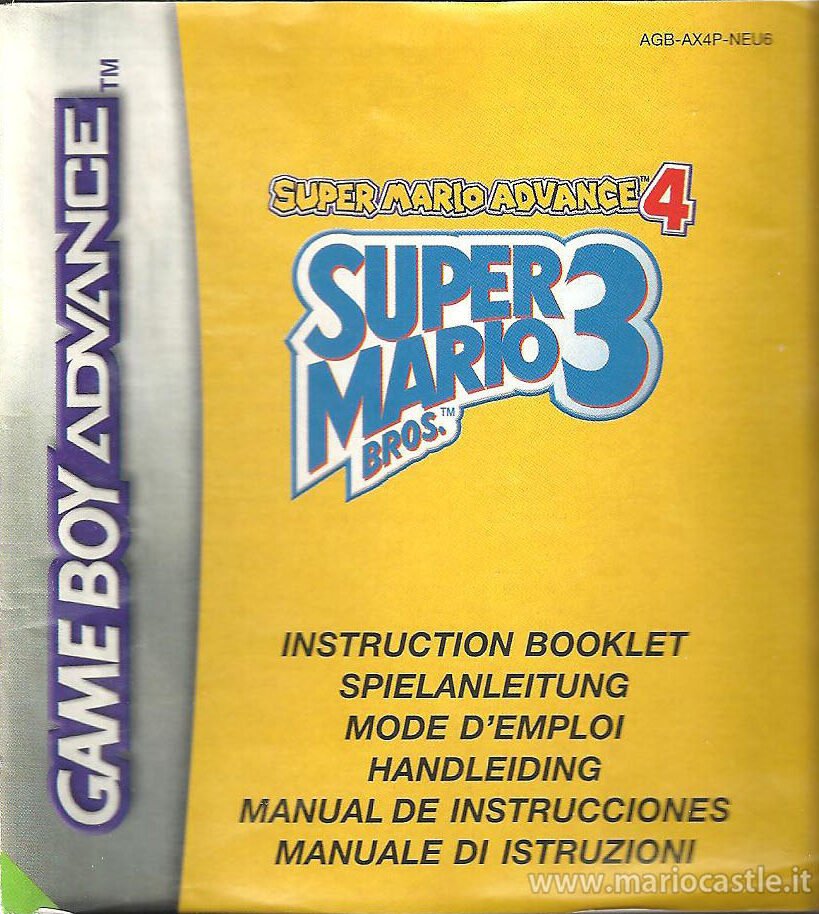 AGB-AX4P-NEU6
GAME BOY ADVANCE™
SUPER MARIO ADVANCE™4
SUPER
MARIO 3
BROS.™
INSTRUCTION BOOKLET
SPIELANLEITUNG
MODE D'EMPLOI
HANDLEIDING
MANUAL DE INSTRUCCIONES
MANUALE DI ISTRUZIONI
www.mariocastle.it